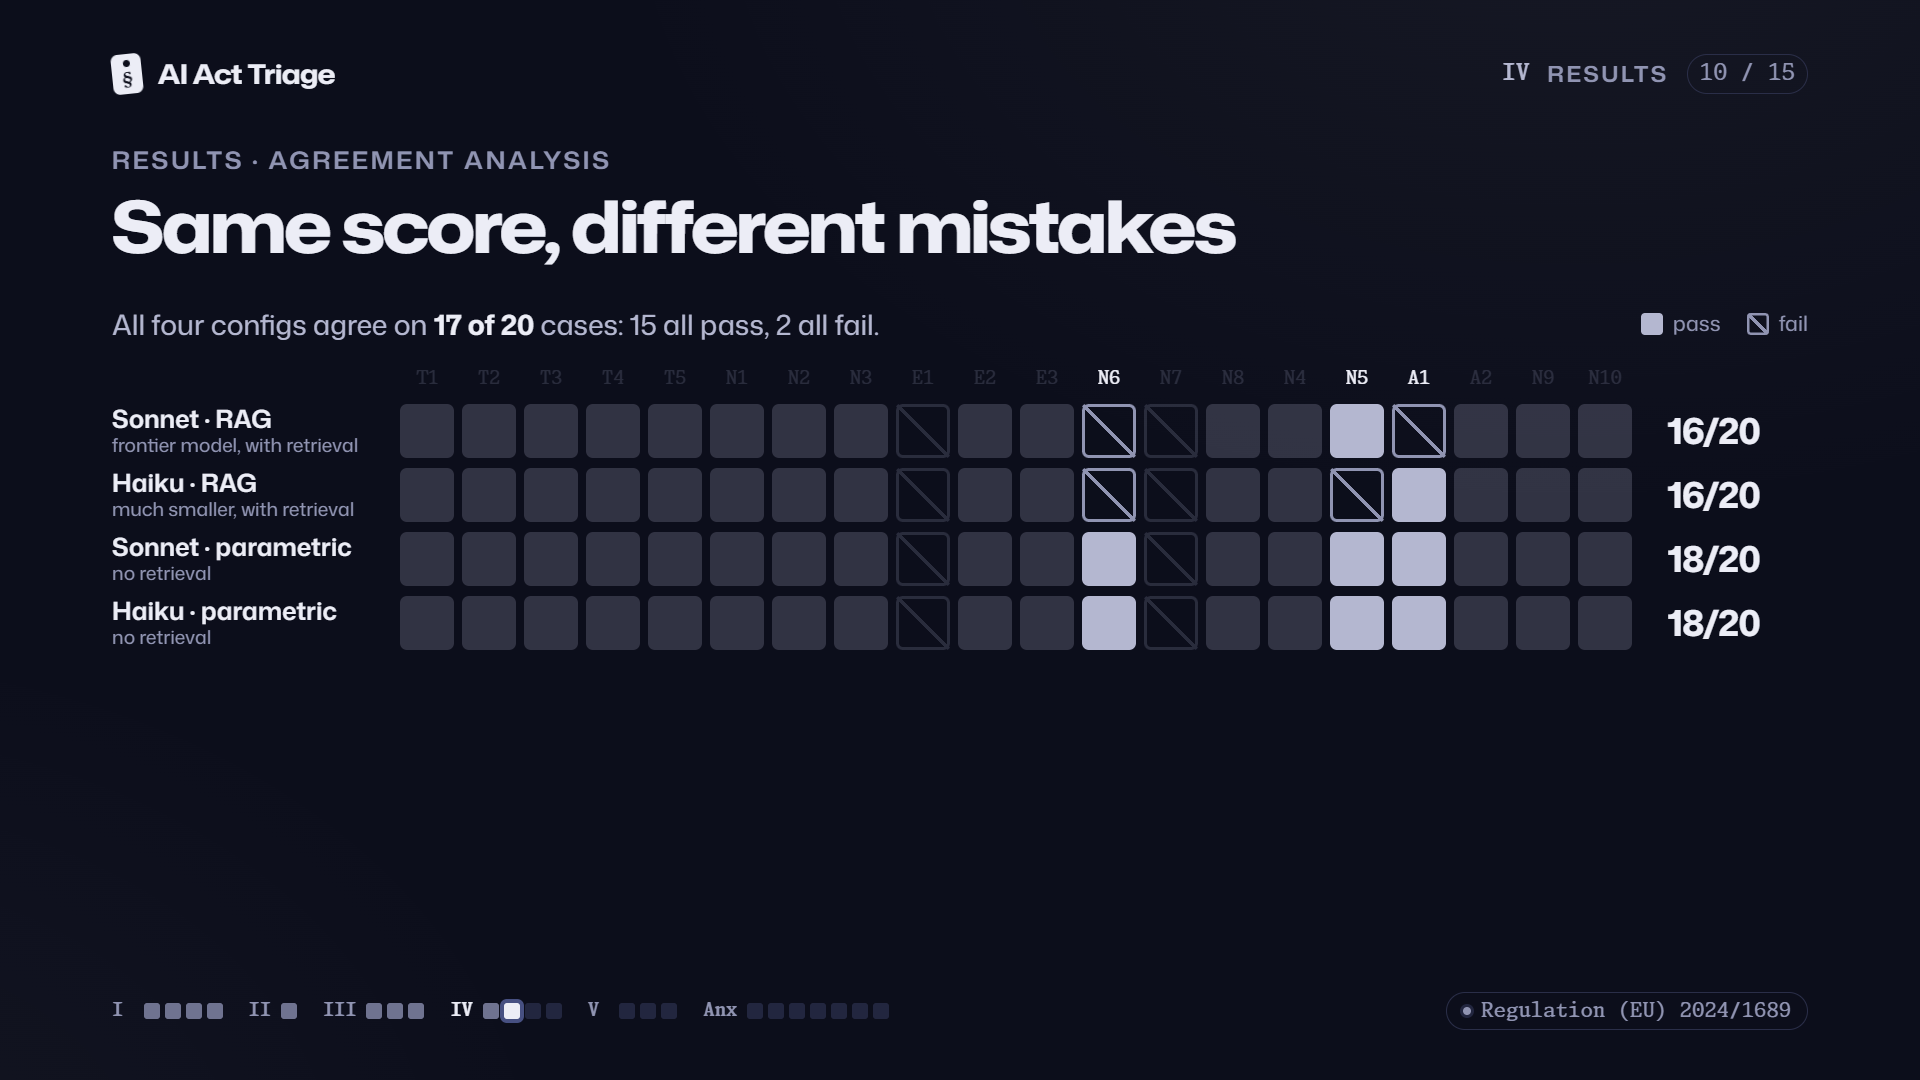 § AI Act Triage
IV RESULTS 10 / 15
RESULTS · AGREEMENT ANALYSIS
Same score, different mistakes
All four configs agree on 17 of 20 cases: 15 all pass, 2 all fail.
pass fail
T1 T2 T3 T4 T5 N1 N2 N3 E1 E2 E3 N6 N7 N8 N4 N5 A1 A2 N9 N10
Sonnet · RAG
frontier model, with retrieval
16/20
Haiku · RAG
much smaller, with retrieval
16/20
Sonnet · parametric
no retrieval
18/20
Haiku · parametric
no retrieval
18/20
I II III IV V Anx
Regulation (EU) 2024/1689